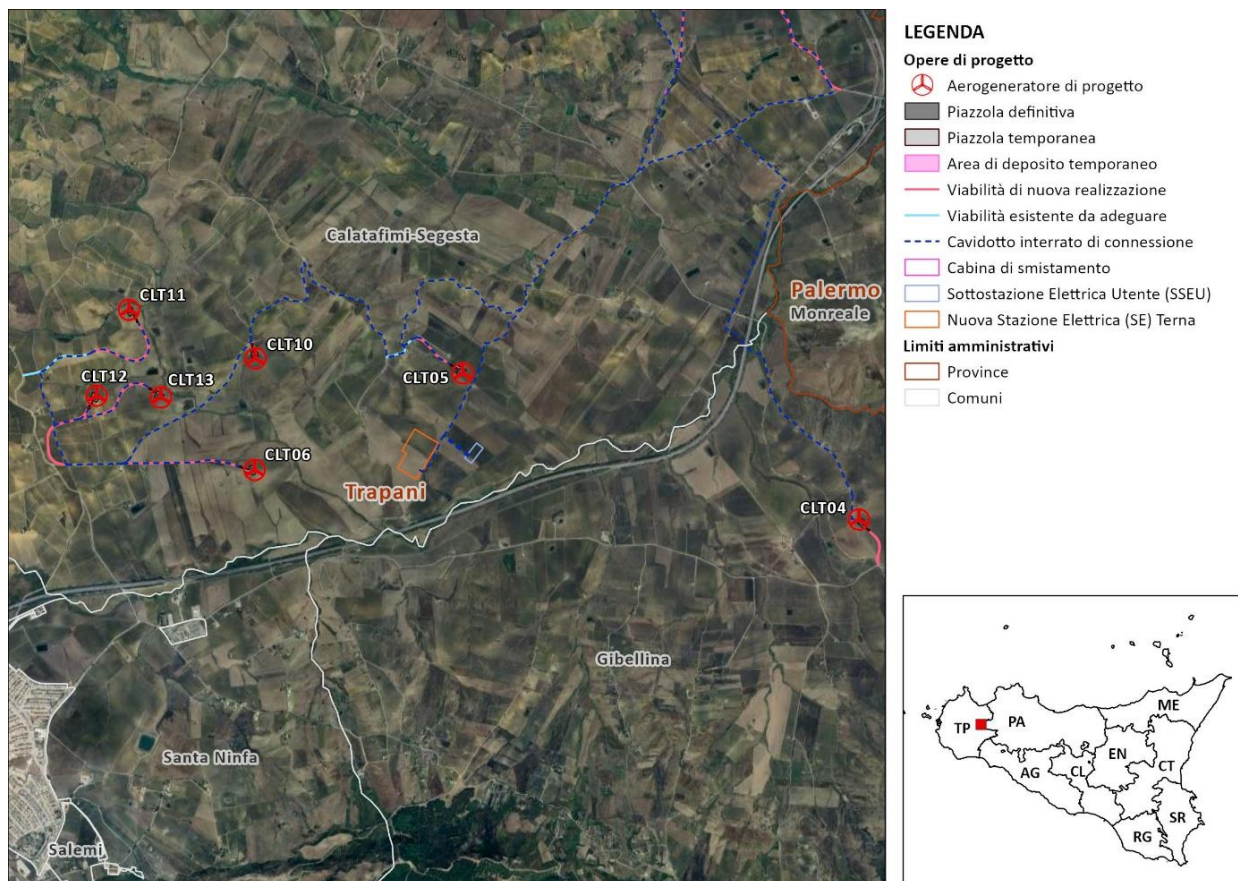 Calatafimi-Segesta
CLT11
CLT10
CLT12
CLT13
CLT05
CLT06
Trapani
Palermo
Monreale
CLT04
Gibellina
Santa Ninfa
Salemi
LEGENDA
Opere di progetto
Aerogeneratore di progetto
Piazzola definitiva
Piazzola temporanea
Area di deposito temporaneo
Viabilità di nuova realizzazione
Viabilità esistente da adeguare
Cavidotto interrato di connessione
Cabina di smistamento
Sottostazione Elettrica Utente (SSEU)
Nuova Stazione Elettrica (SE) Terna
Limiti amministrativi
Province
Comuni
ME
TP
PA
EN
CT
AG
CL
SR
RG